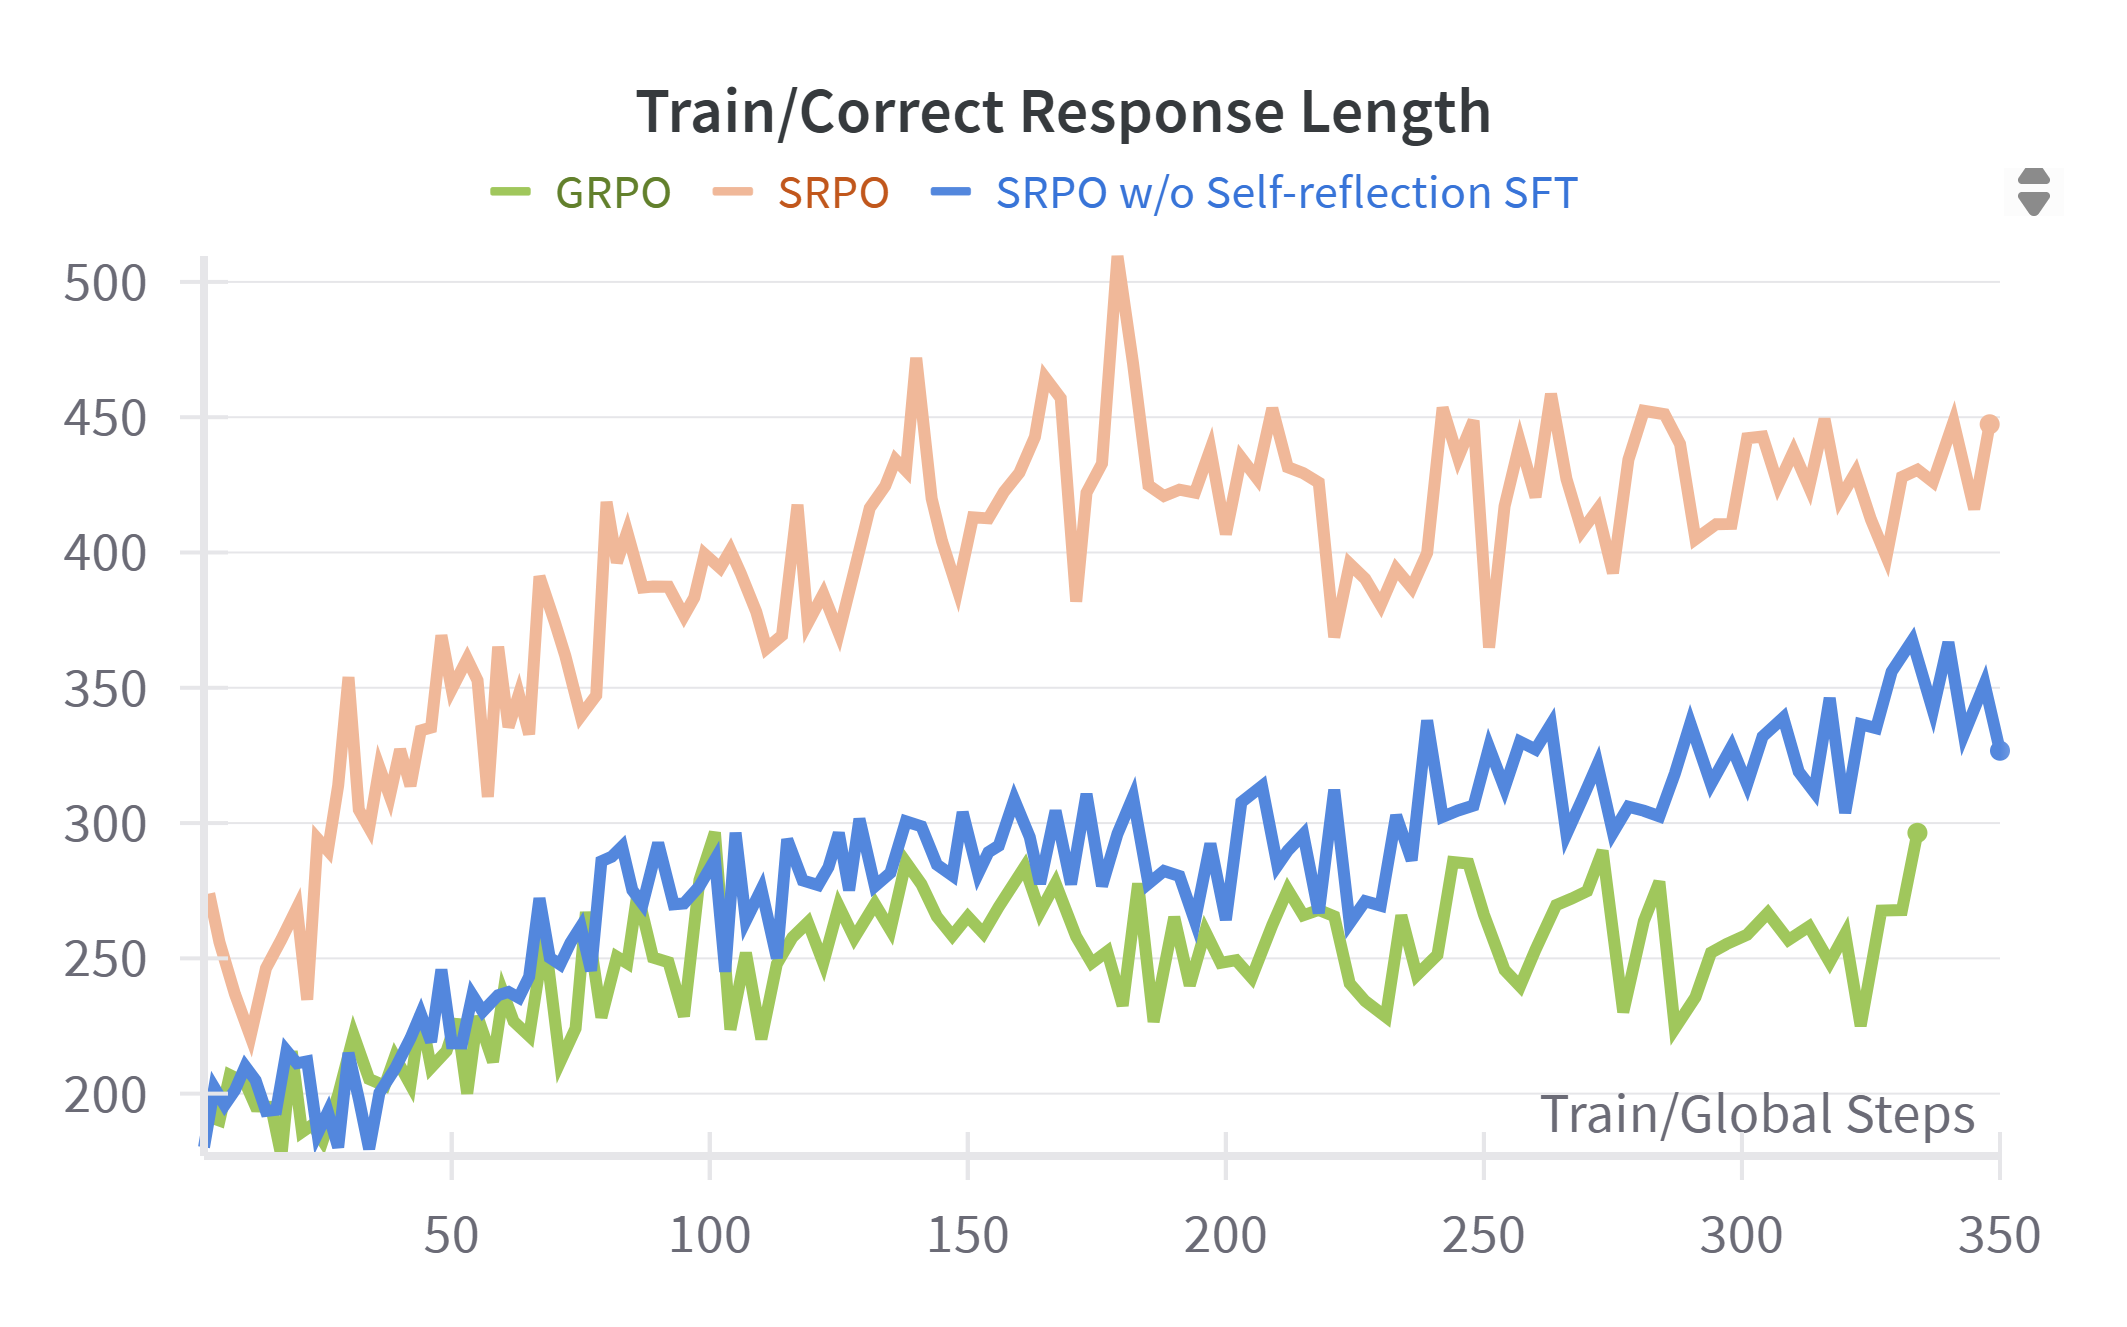 Train/Correct Response Length
GRPO SRPO SRPO w/o Self-reflection SFT
500
450
400
350
300
250
200
Train/Global Steps
50 100 150 200 250 300 350